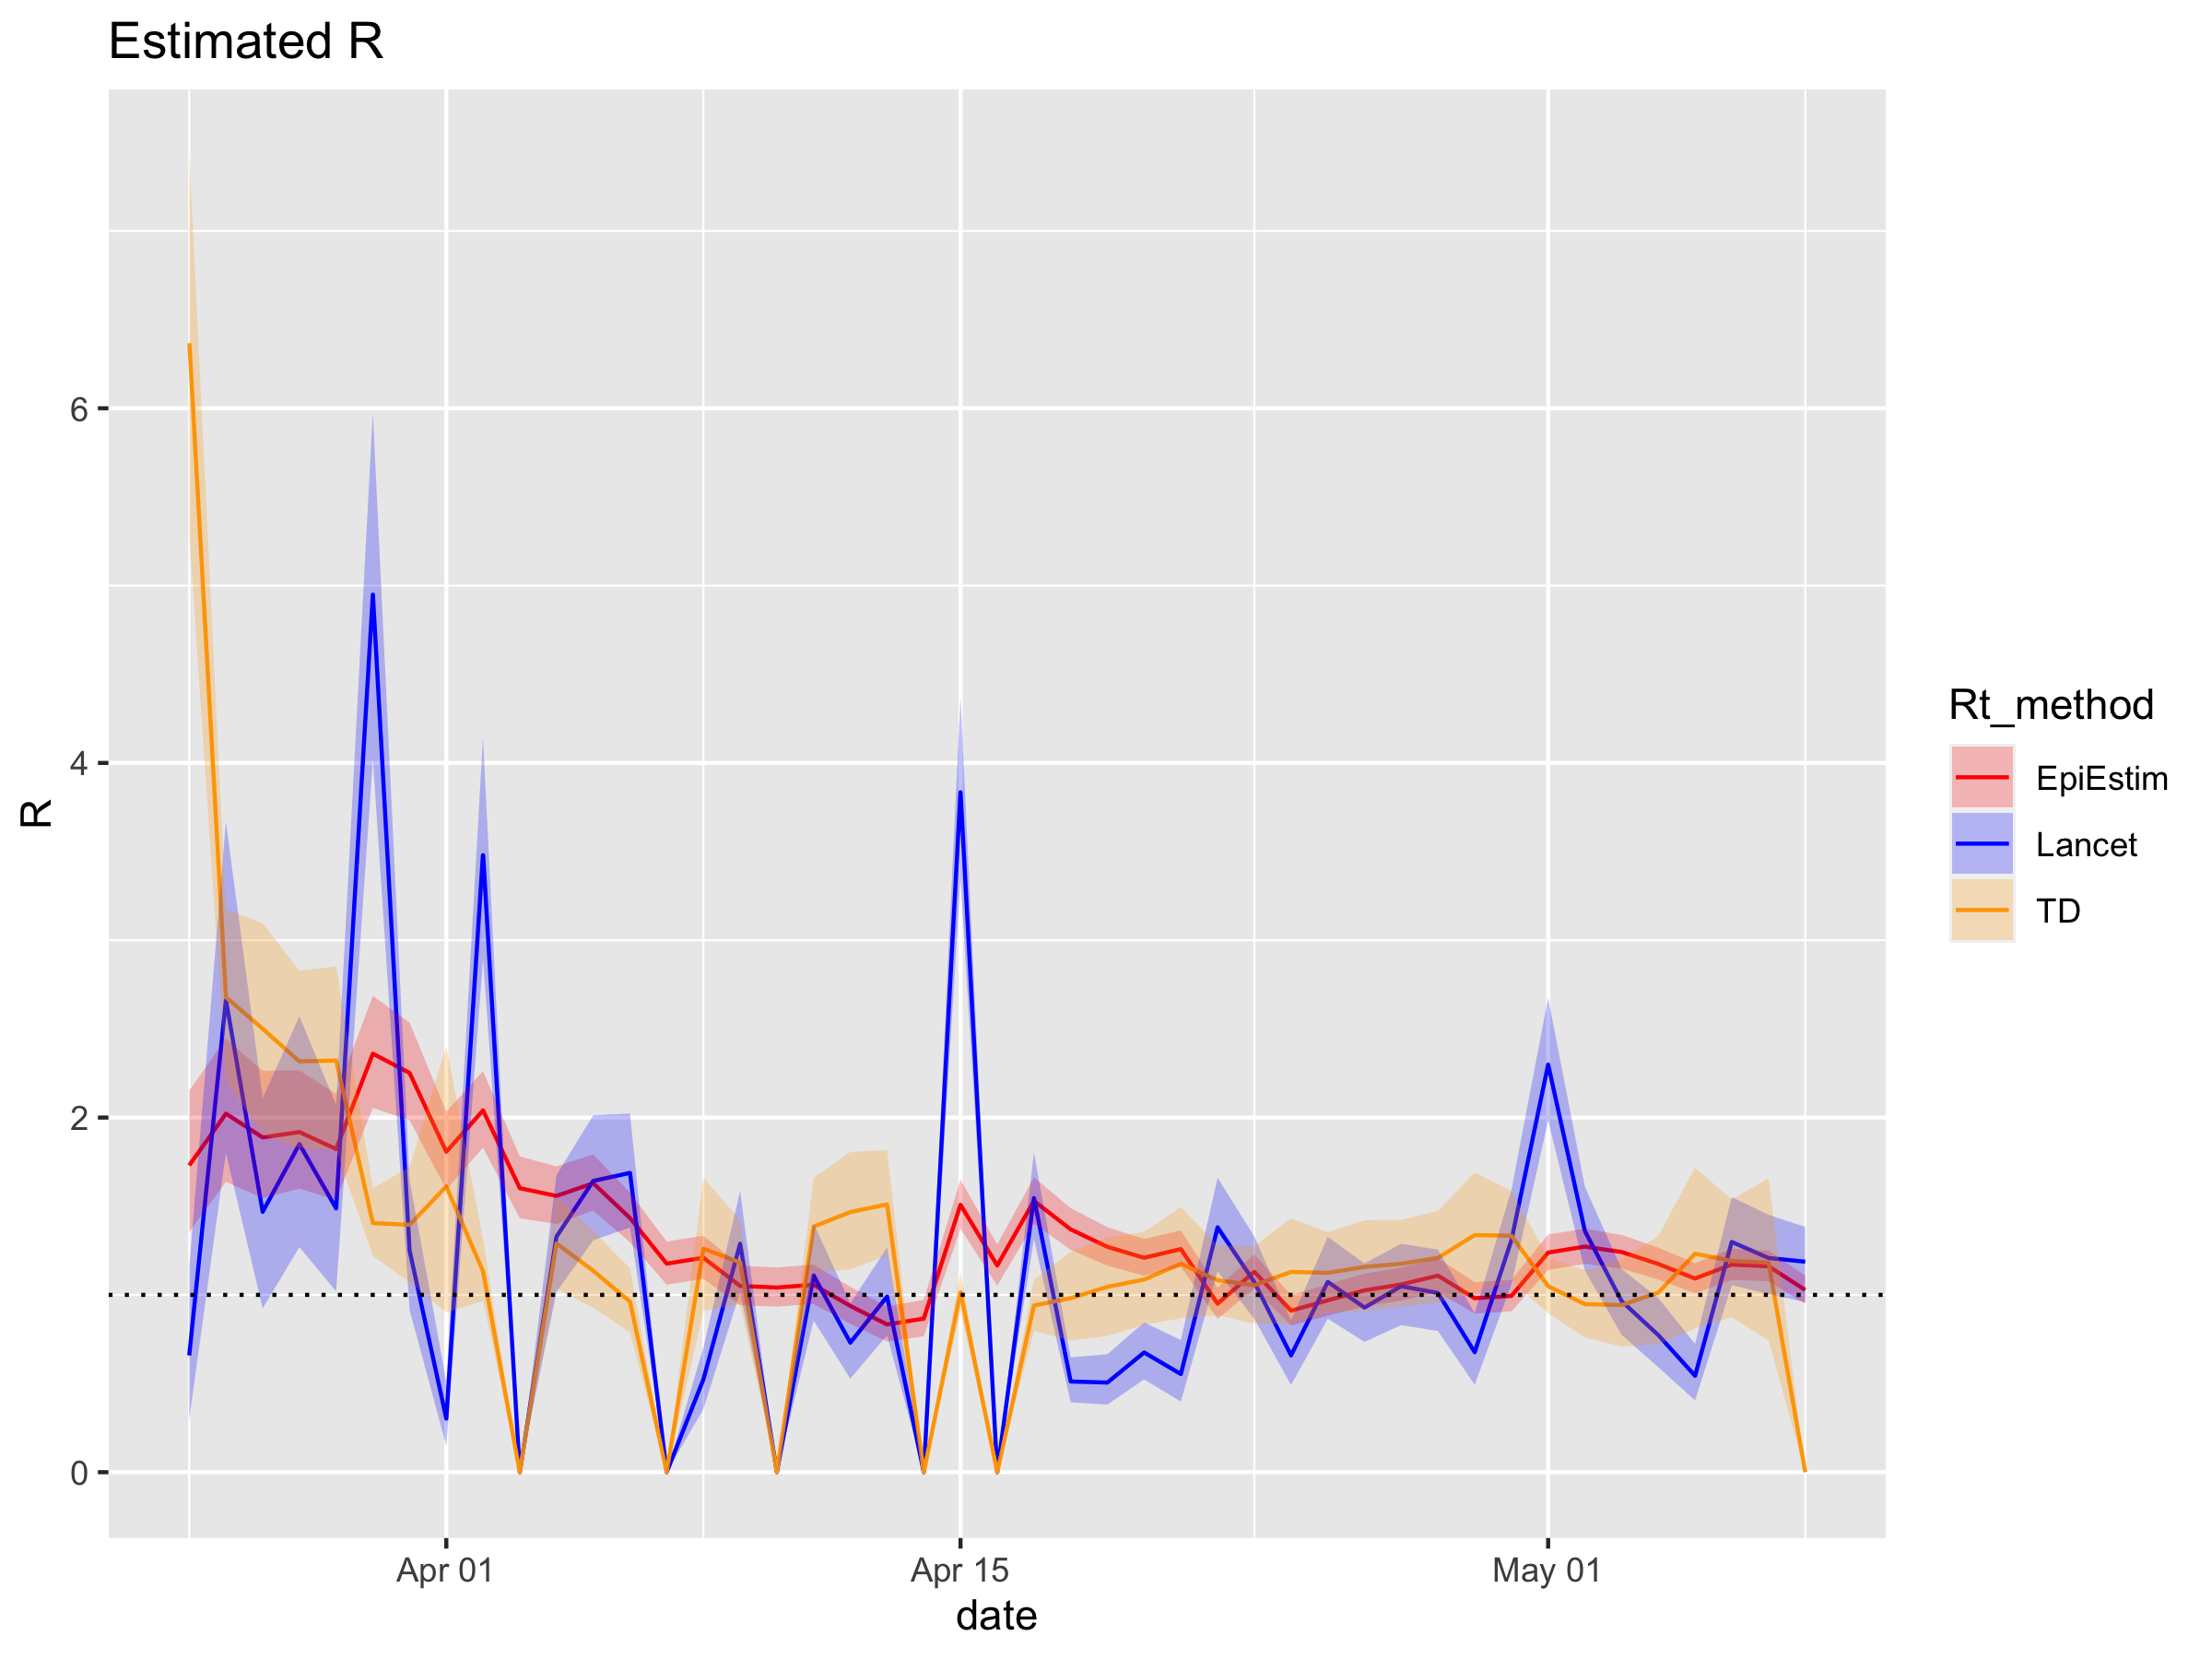 Estimated R
R
6
4
2
0
Apr 01
Apr 15
May 01
date
Rt_method
EpiEstim
Lancet
TD